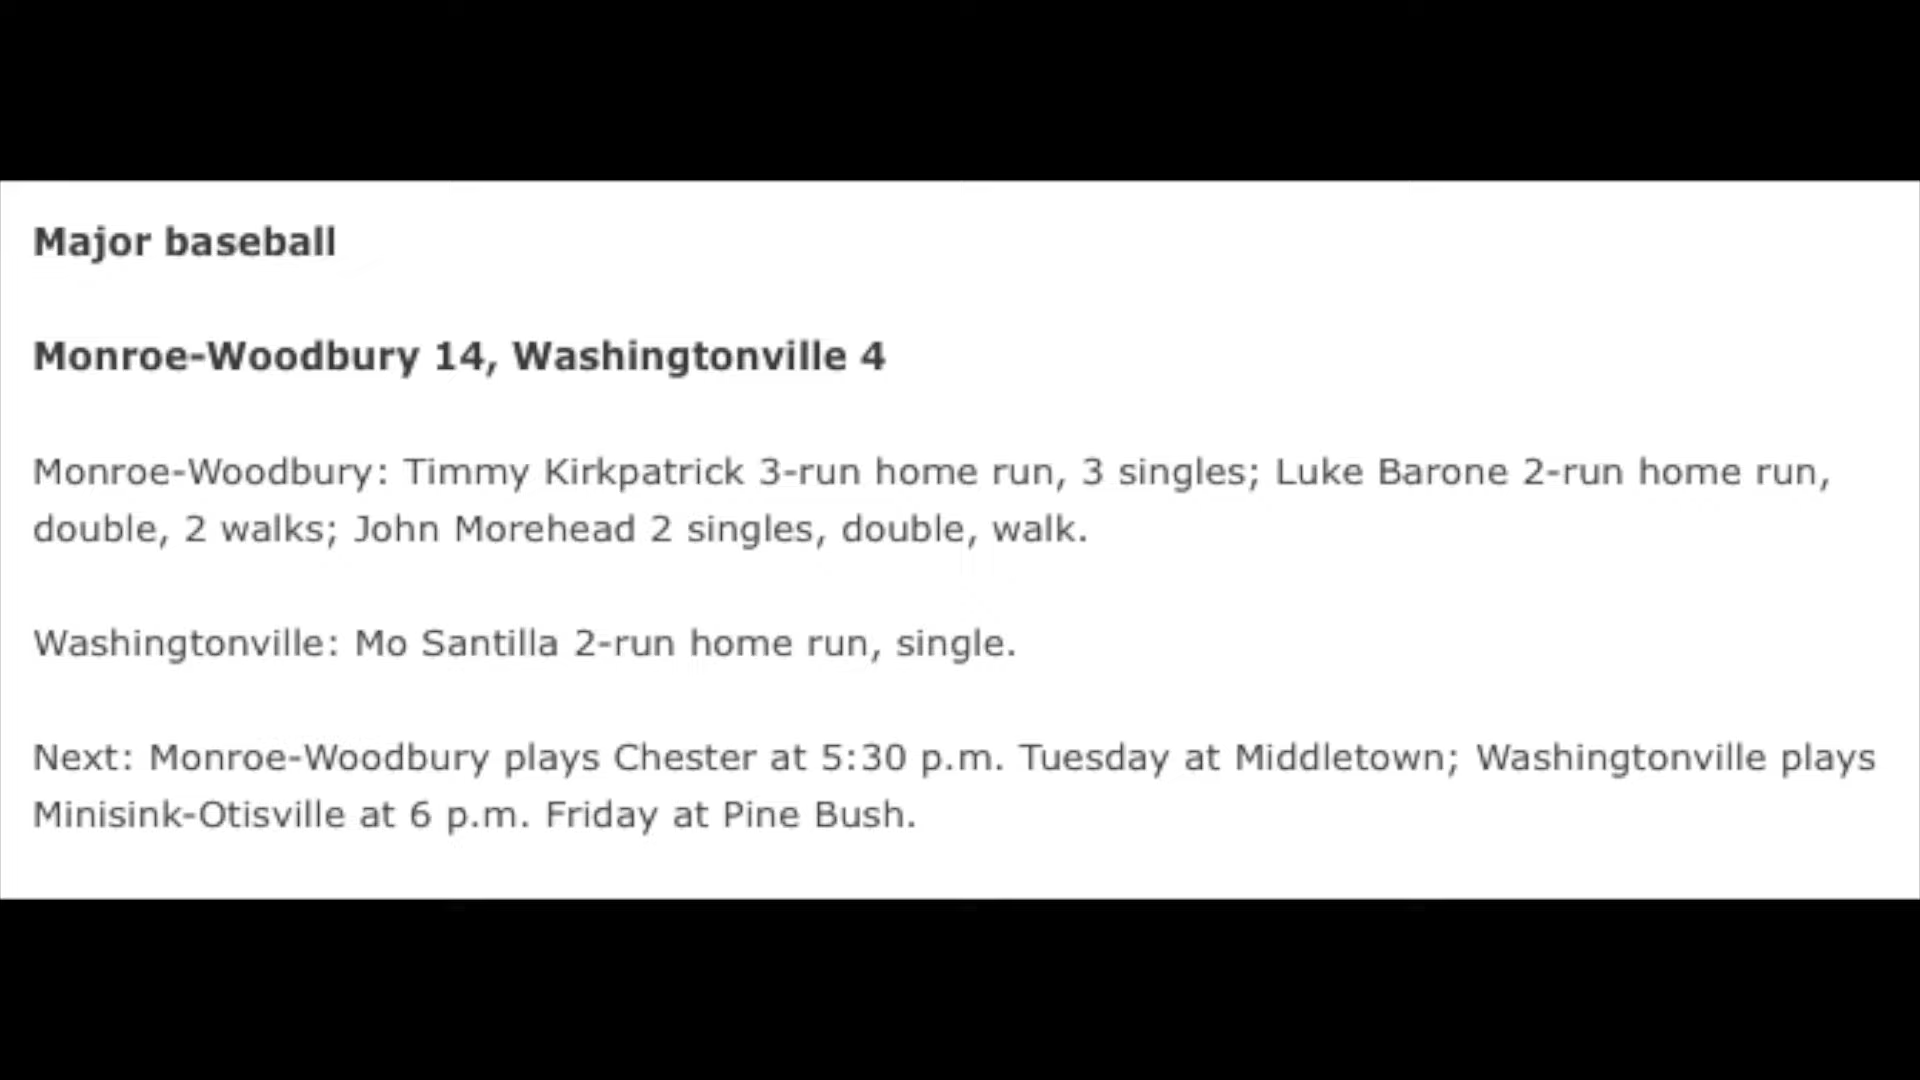 Major baseball
Monroe-Woodbury 14, Washingtonville 4
Monroe-Woodbury: Timmy Kirkpatrick 3-run home run, 3 singles; Luke Barone 2-run home run,
double, 2 walks; John Morehead 2 singles, double, walk.
Washingtonville: Mo Santilla 2-run home run, single.
Next: Monroe-Woodbury plays Chester at 5:30 p.m. Tuesday at Middletown; Washingtonville plays
Minisink-Otisville at 6 p.m. Friday at Pine Bush.